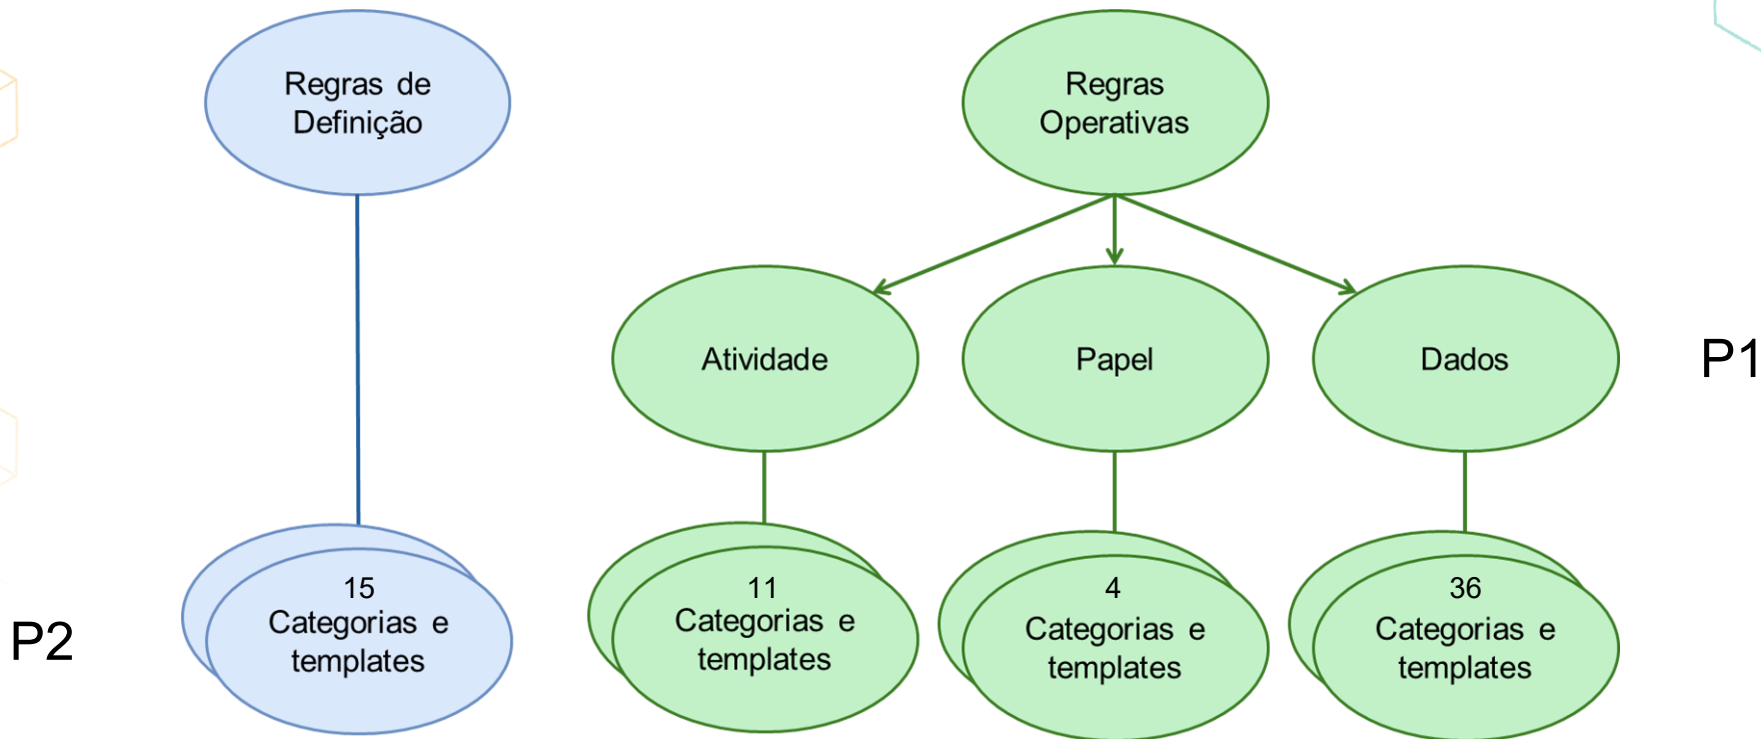 Regras de
Definição
Regras
Operativas
Atividade
Papel
Dados
P1
15
Categorias e
templates
11
Categorias e
templates
4
Categorias e
templates
36
Categorias e
templates
P2